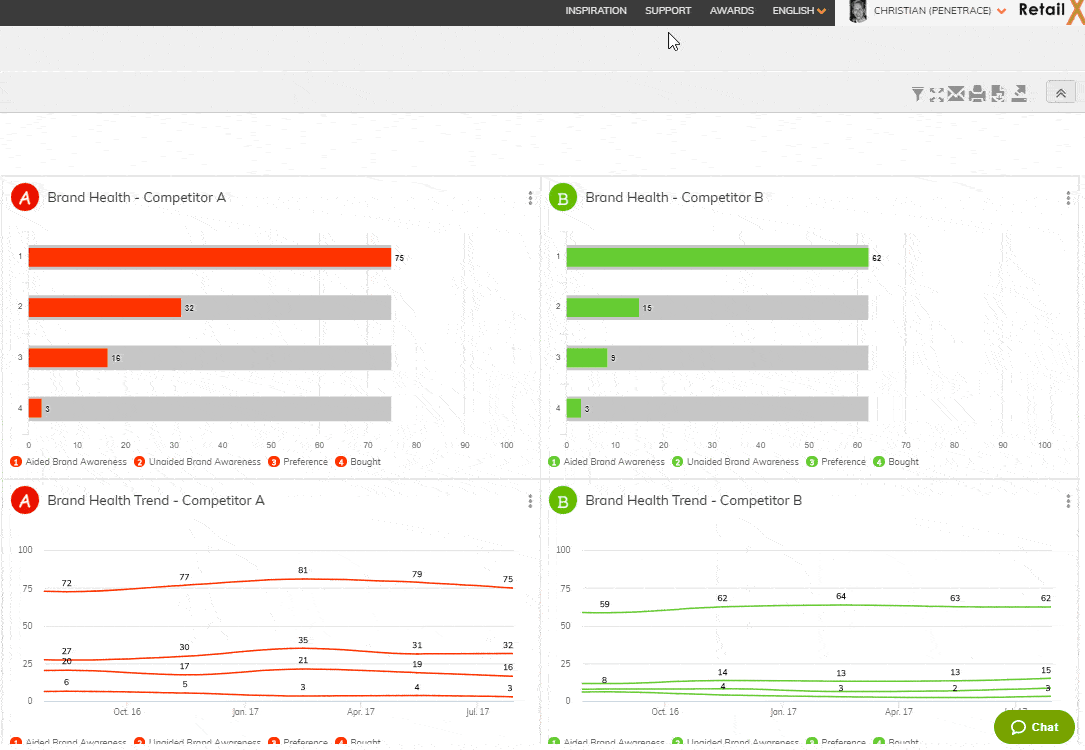 INSPIRATION SUPPORT AWARDS ENGLISH CHRISTIAN (PENETRACE) Retail X
A Brand Health - Competitor A
1 75
2 32
3 16
4 3
0 10 20 30 40 50 60 70 80 90 100
1 Aided Brand Awareness 2 Unaided Brand Awareness 3 Preference 4 Bought
B Brand Health - Competitor B
1 62
2 15
3 9
4 3
0 10 20 30 40 50 60 70 80 90 100
1 Aided Brand Awareness 2 Unaided Brand Awareness 3 Preference 4 Bought
A Brand Health Trend - Competitor A
100
75
50
25
0
72 77 81 79 75
27 30 35 31 32
20 17 21 19 16
6 5 3 4 3
Oct. 16 Jan. 17 Apr. 17 Jul. 17
1 Aided Brand Awareness 2 Unaided Brand Awareness 3 Preference 4 Bought
B Brand Health Trend - Competitor B
100
75
50
25
0
59 62 64 63 62
8 14 13 13 15
4 3 2 3
Oct. 16 Jan. 17 Apr. 17 Jul. 17
1 Aided Brand Awareness 2 Unaided Brand Awareness 3 Preference 4 Bought
Chat